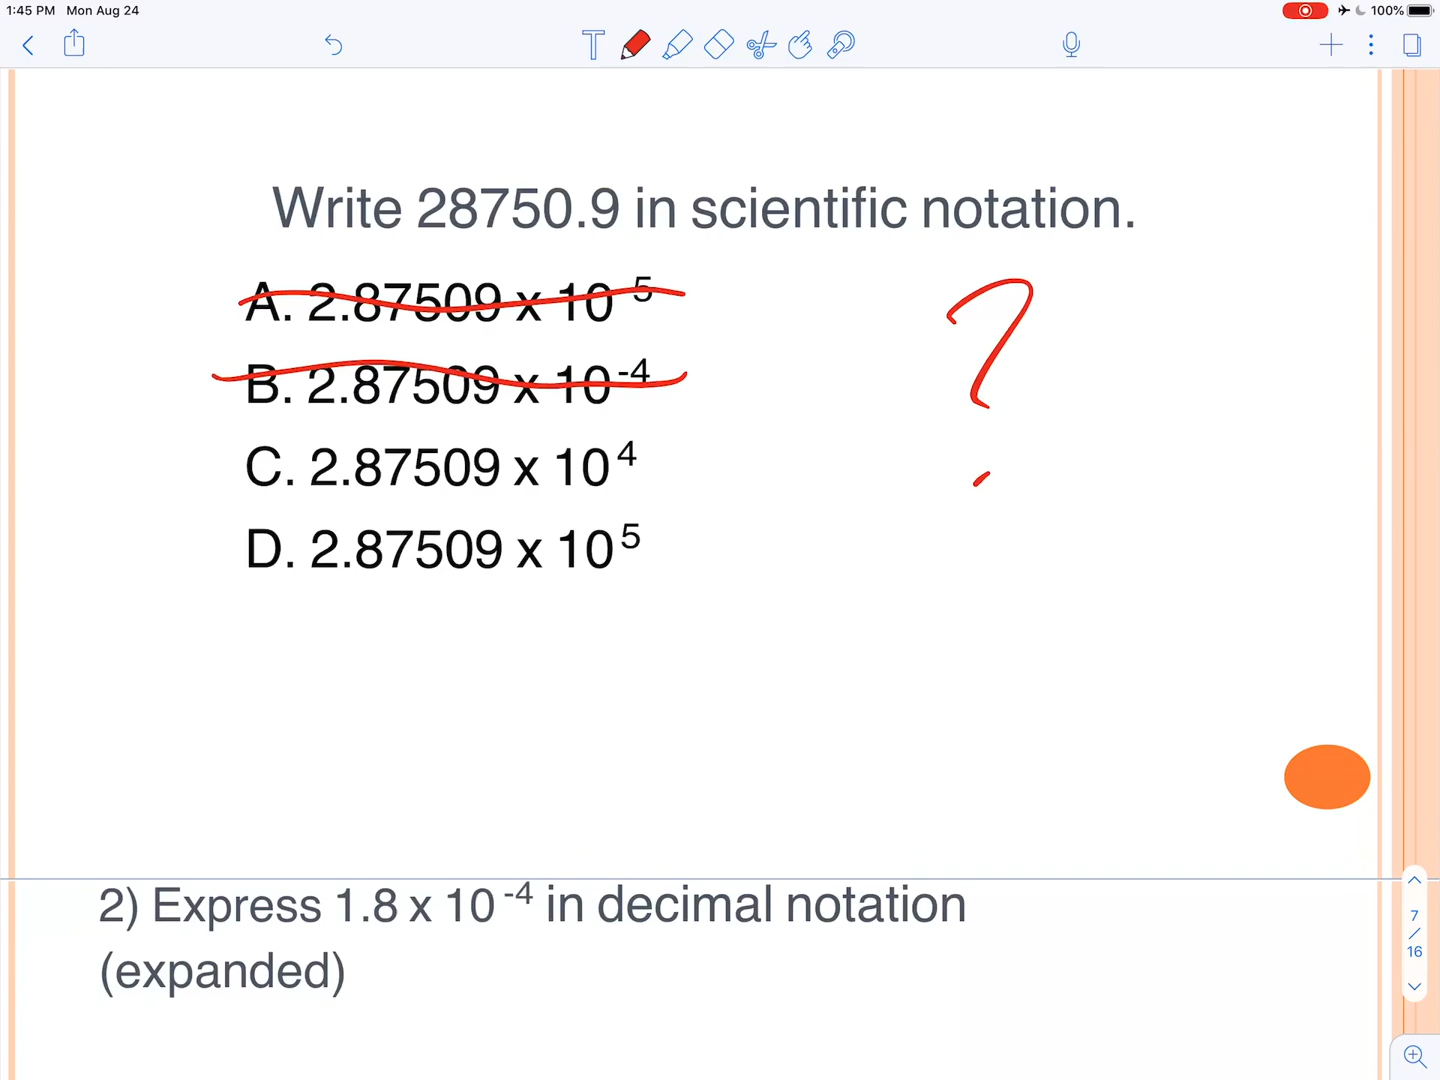 1:45 PM Mon Aug 24
100%
T
Write 28750.9 in scientific notation.
A. 2.87509 x 10 -5
B. 2.87509 x 10 -4
?
C. 2.87509 x 10 4
D. 2.87509 x 10 5
2) Express 1.8 x 10 -4 in decimal notation
(expanded)
7
/
16